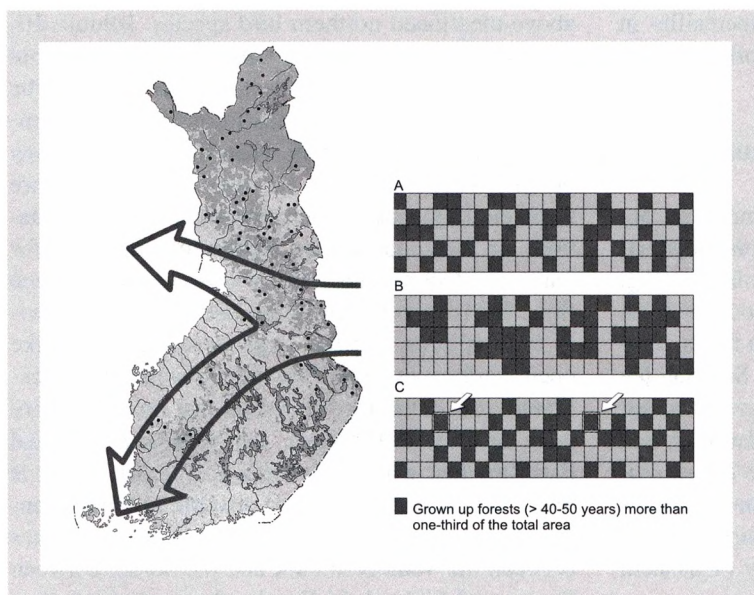 A
B
C
Grown up forests (> 40-50 years) more than
one-third of the total area